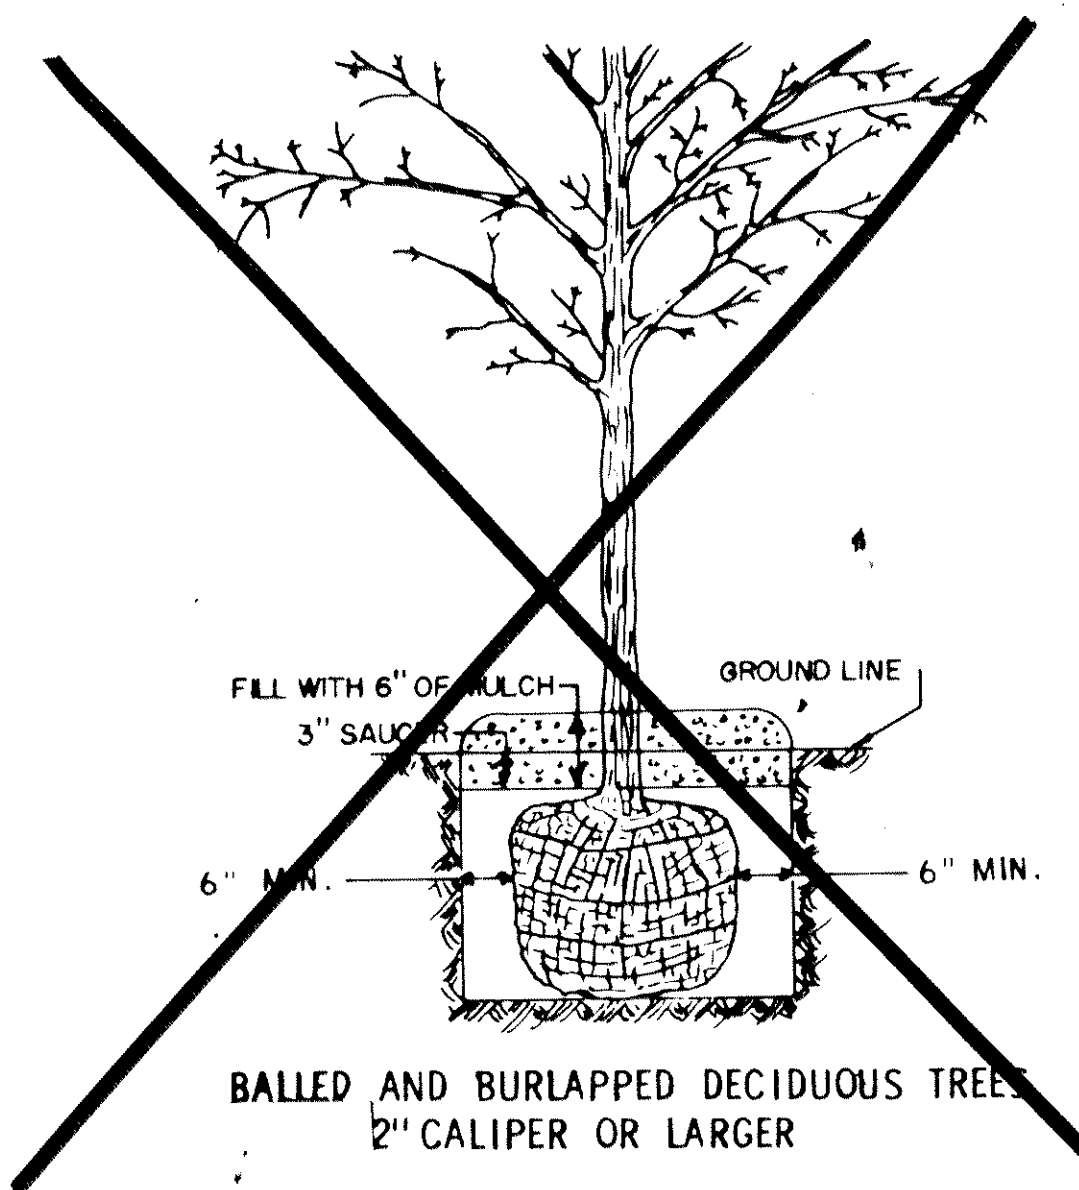 FILL WITH 6" OF MULCH
GROUND LINE
3" SAUCER
6" MIN.
6" MIN.
BALLED AND BURLAPPED DECIDUOUS TREES
2" CALIPER OR LARGER